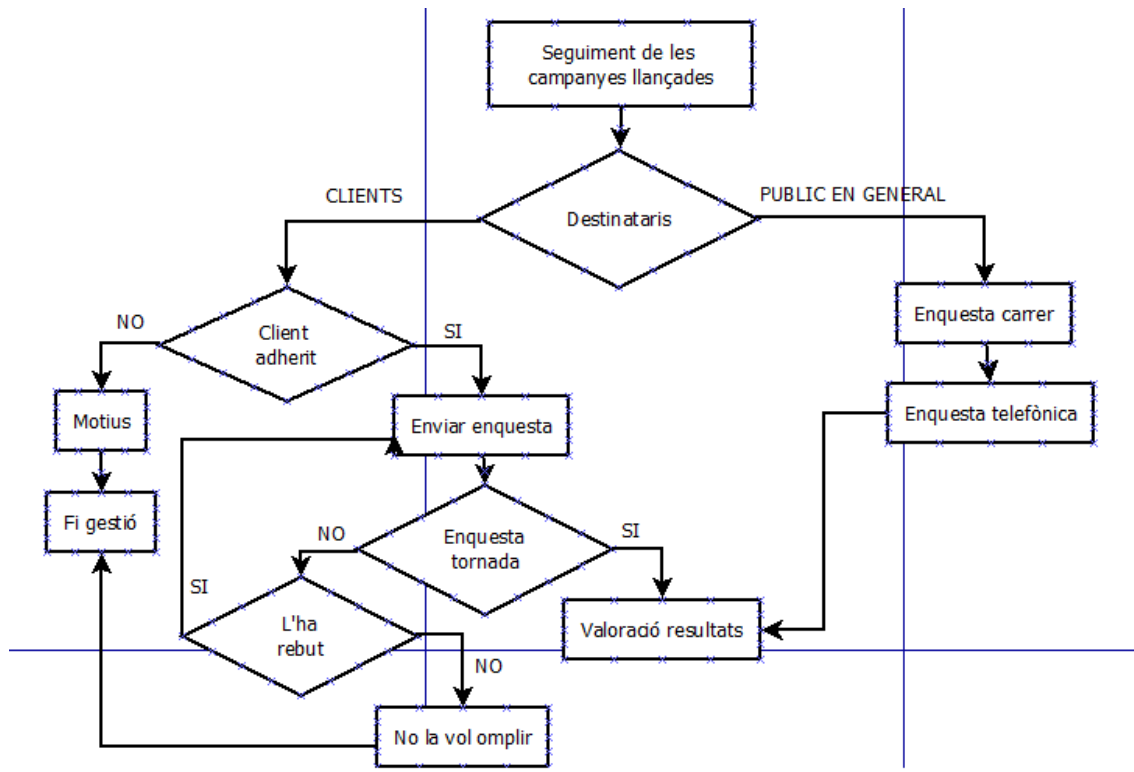 Seguiment de les
campanyes llançades
CLIENTS
PUBLIC EN GENERAL
Destinataris
NO
Client
adherit
SI
Enquesta carrer
Motius
Enviar enquesta
Enquesta telefònica
Fi gestió
NO
Enquesta
tornada
SI
SI
L'ha
rebut
Valoració resultats
NO
No la vol omplir